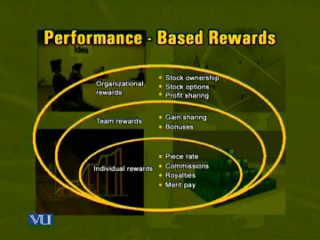 Performance - Based Rewards
idea
Organizational
rewards
• Stock ownership
• Stock options
• Profit sharing
Team rewards
• Gain sharing
• Bonuses
Individual rewards
• Piece rate
• Commissions
• Royalties
• Merit pay
VU